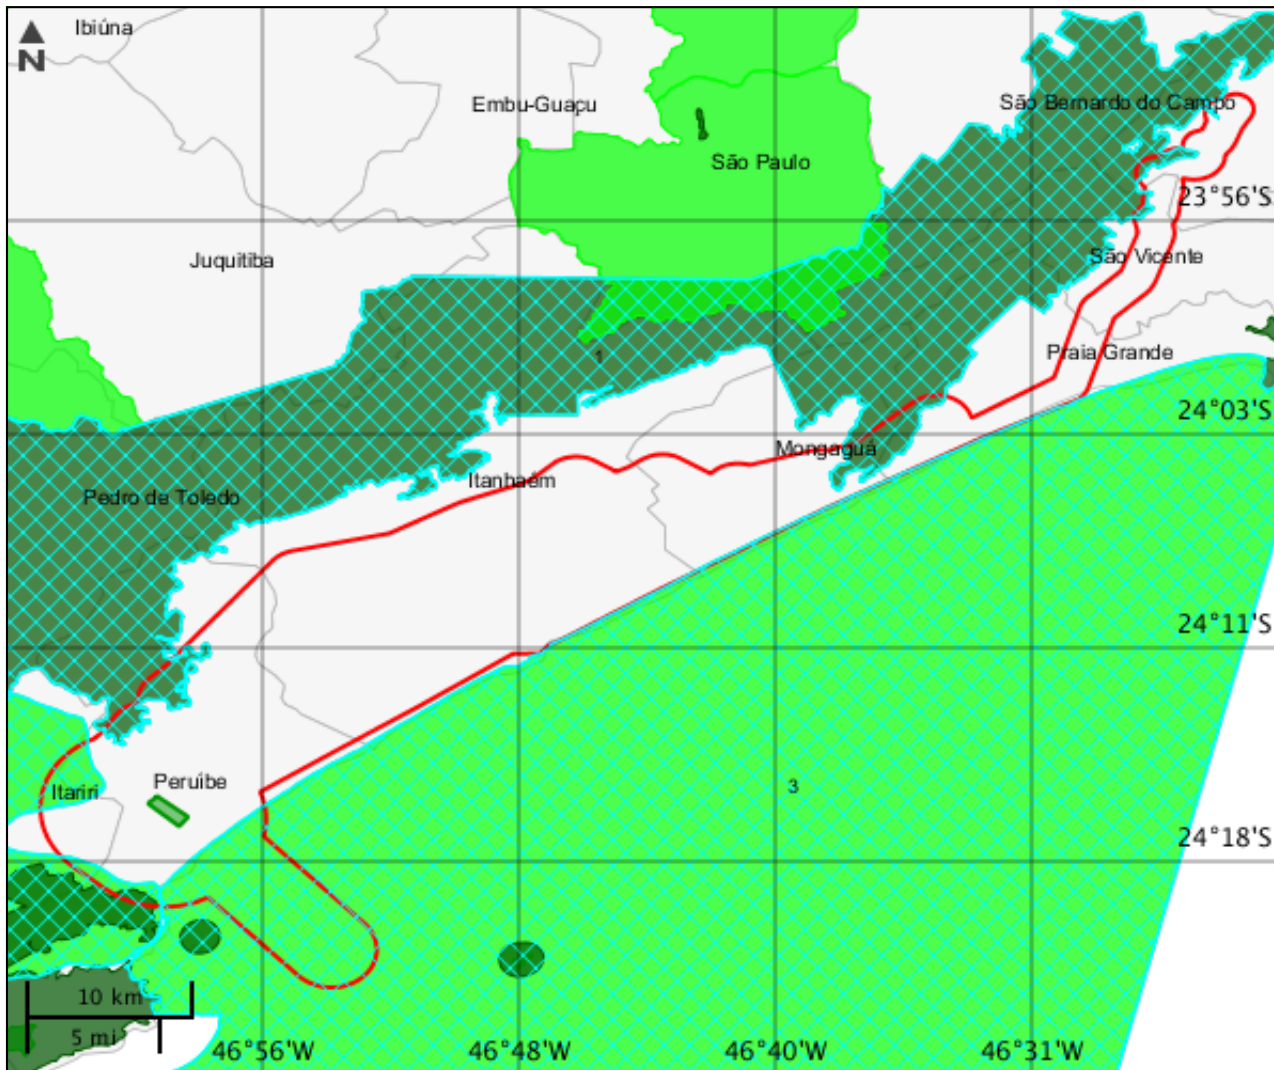 Ibiúna
N
Embu-Guaçu
São Bernardo do Campo
São Paulo
23°56'S
Juquitiba
São Vicente
1
Praia Grande
24°03'S
Mongaguá
Itanhaém
Pedro de Toledo
24°11'S
Peruíbe
Itariri
3
24°18'S
10 km
5 mi
46°56'W
46°48'W
46°40'W
46°31'W